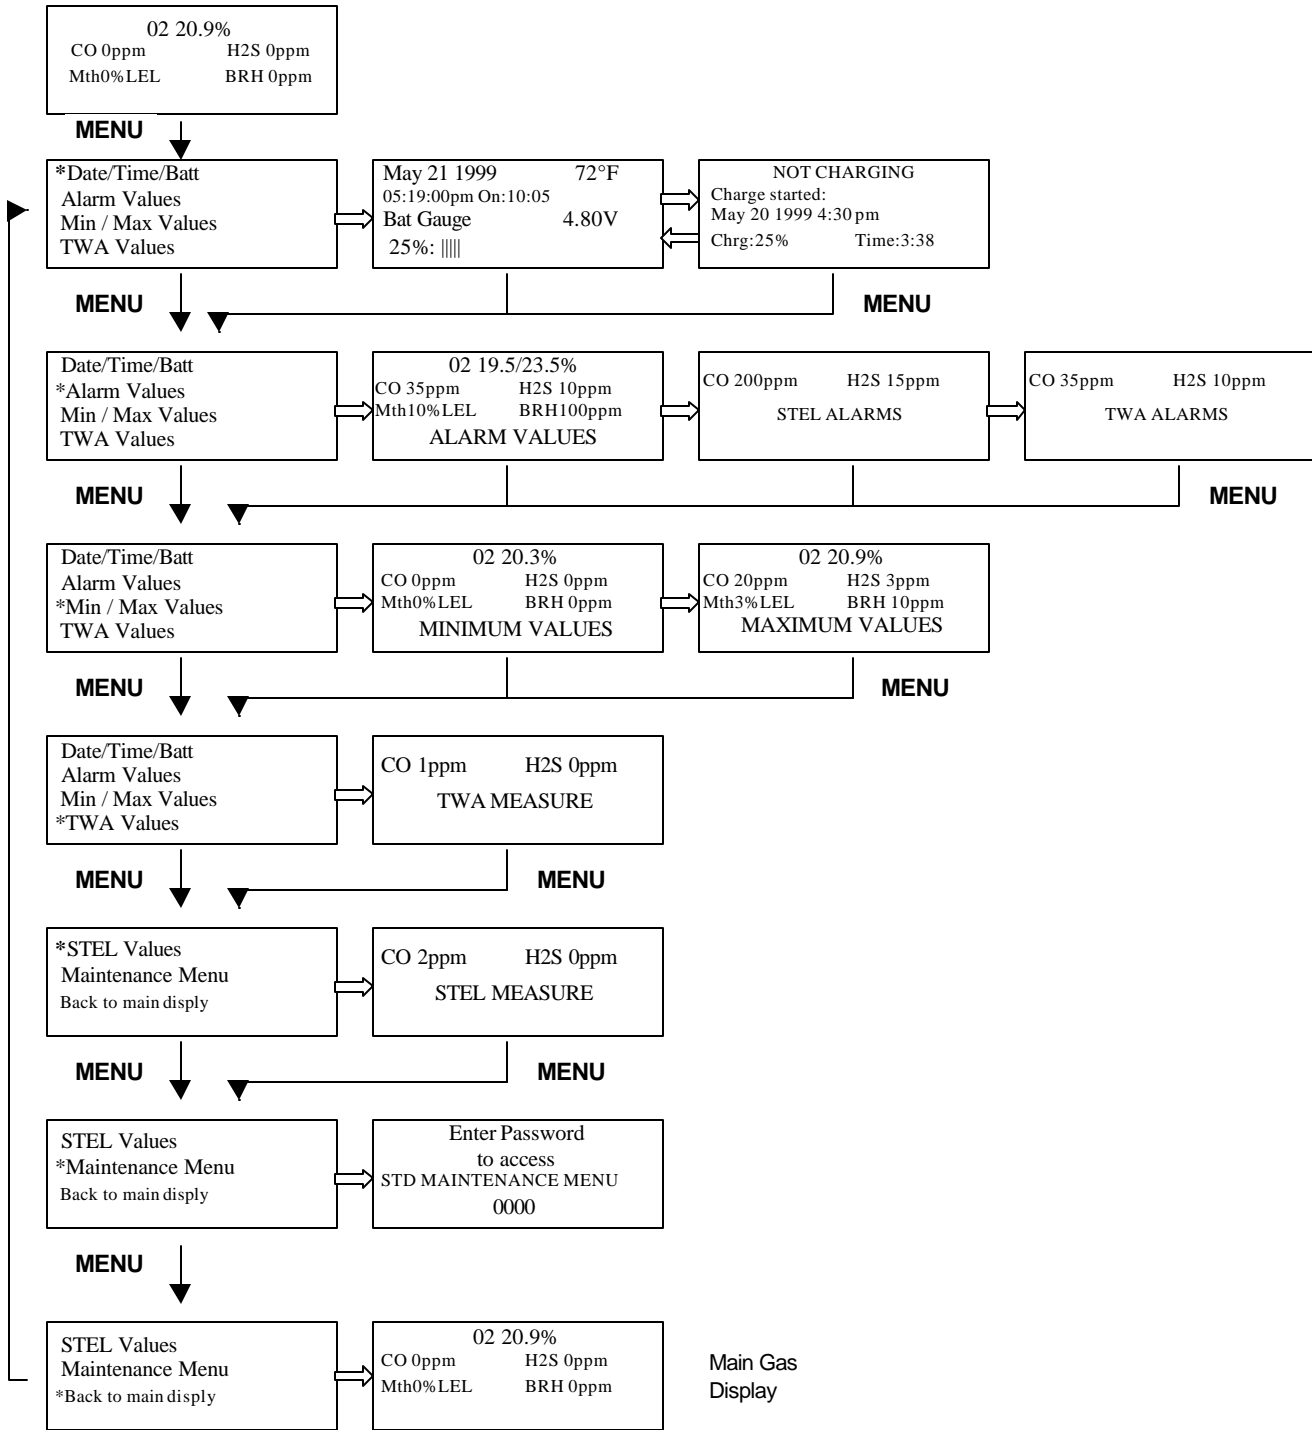 02 20.9%
CO 0ppm H2S 0ppm
Mth0%LEL BRH 0ppm
MENU
*Date/Time/Batt
Alarm Values
Min / Max Values
TWA Values
May 21 1999 72°F
05:19:00pm On:10:05
Bat Gauge 4.80V
25%: |||||
NOT CHARGING
Charge started:
May 20 1999 4:30 pm
Chrg:25% Time:3:38
MENU
MENU
Date/Time/Batt
*Alarm Values
Min / Max Values
TWA Values
02 19.5/23.5%
CO 35ppm H2S 10ppm
Mth10%LEL BRH100ppm
ALARM VALUES
CO 200ppm H2S 15ppm
STEL ALARMS
CO 35ppm H2S 10ppm
TWA ALARMS
MENU
MENU
Date/Time/Batt
Alarm Values
*Min / Max Values
TWA Values
02 20.3%
CO 0ppm H2S 0ppm
Mth0%LEL BRH 0ppm
MINIMUM VALUES
02 20.9%
CO 20ppm H2S 3ppm
Mth3%LEL BRH 10ppm
MAXIMUM VALUES
MENU
MENU
Date/Time/Batt
Alarm Values
Min / Max Values
*TWA Values
CO 1ppm H2S 0ppm
TWA MEASURE
MENU
MENU
*STEL Values
Maintenance Menu
Back to main disply
CO 2ppm H2S 0ppm
STEL MEASURE
MENU
MENU
STEL Values
*Maintenance Menu
Back to main disply
Enter Password
to access
STD MAINTENANCE MENU
0000
MENU
STEL Values
Maintenance Menu
*Back to main disply
02 20.9%
CO 0ppm H2S 0ppm
Mth0%LEL BRH 0ppm
Main Gas
Display